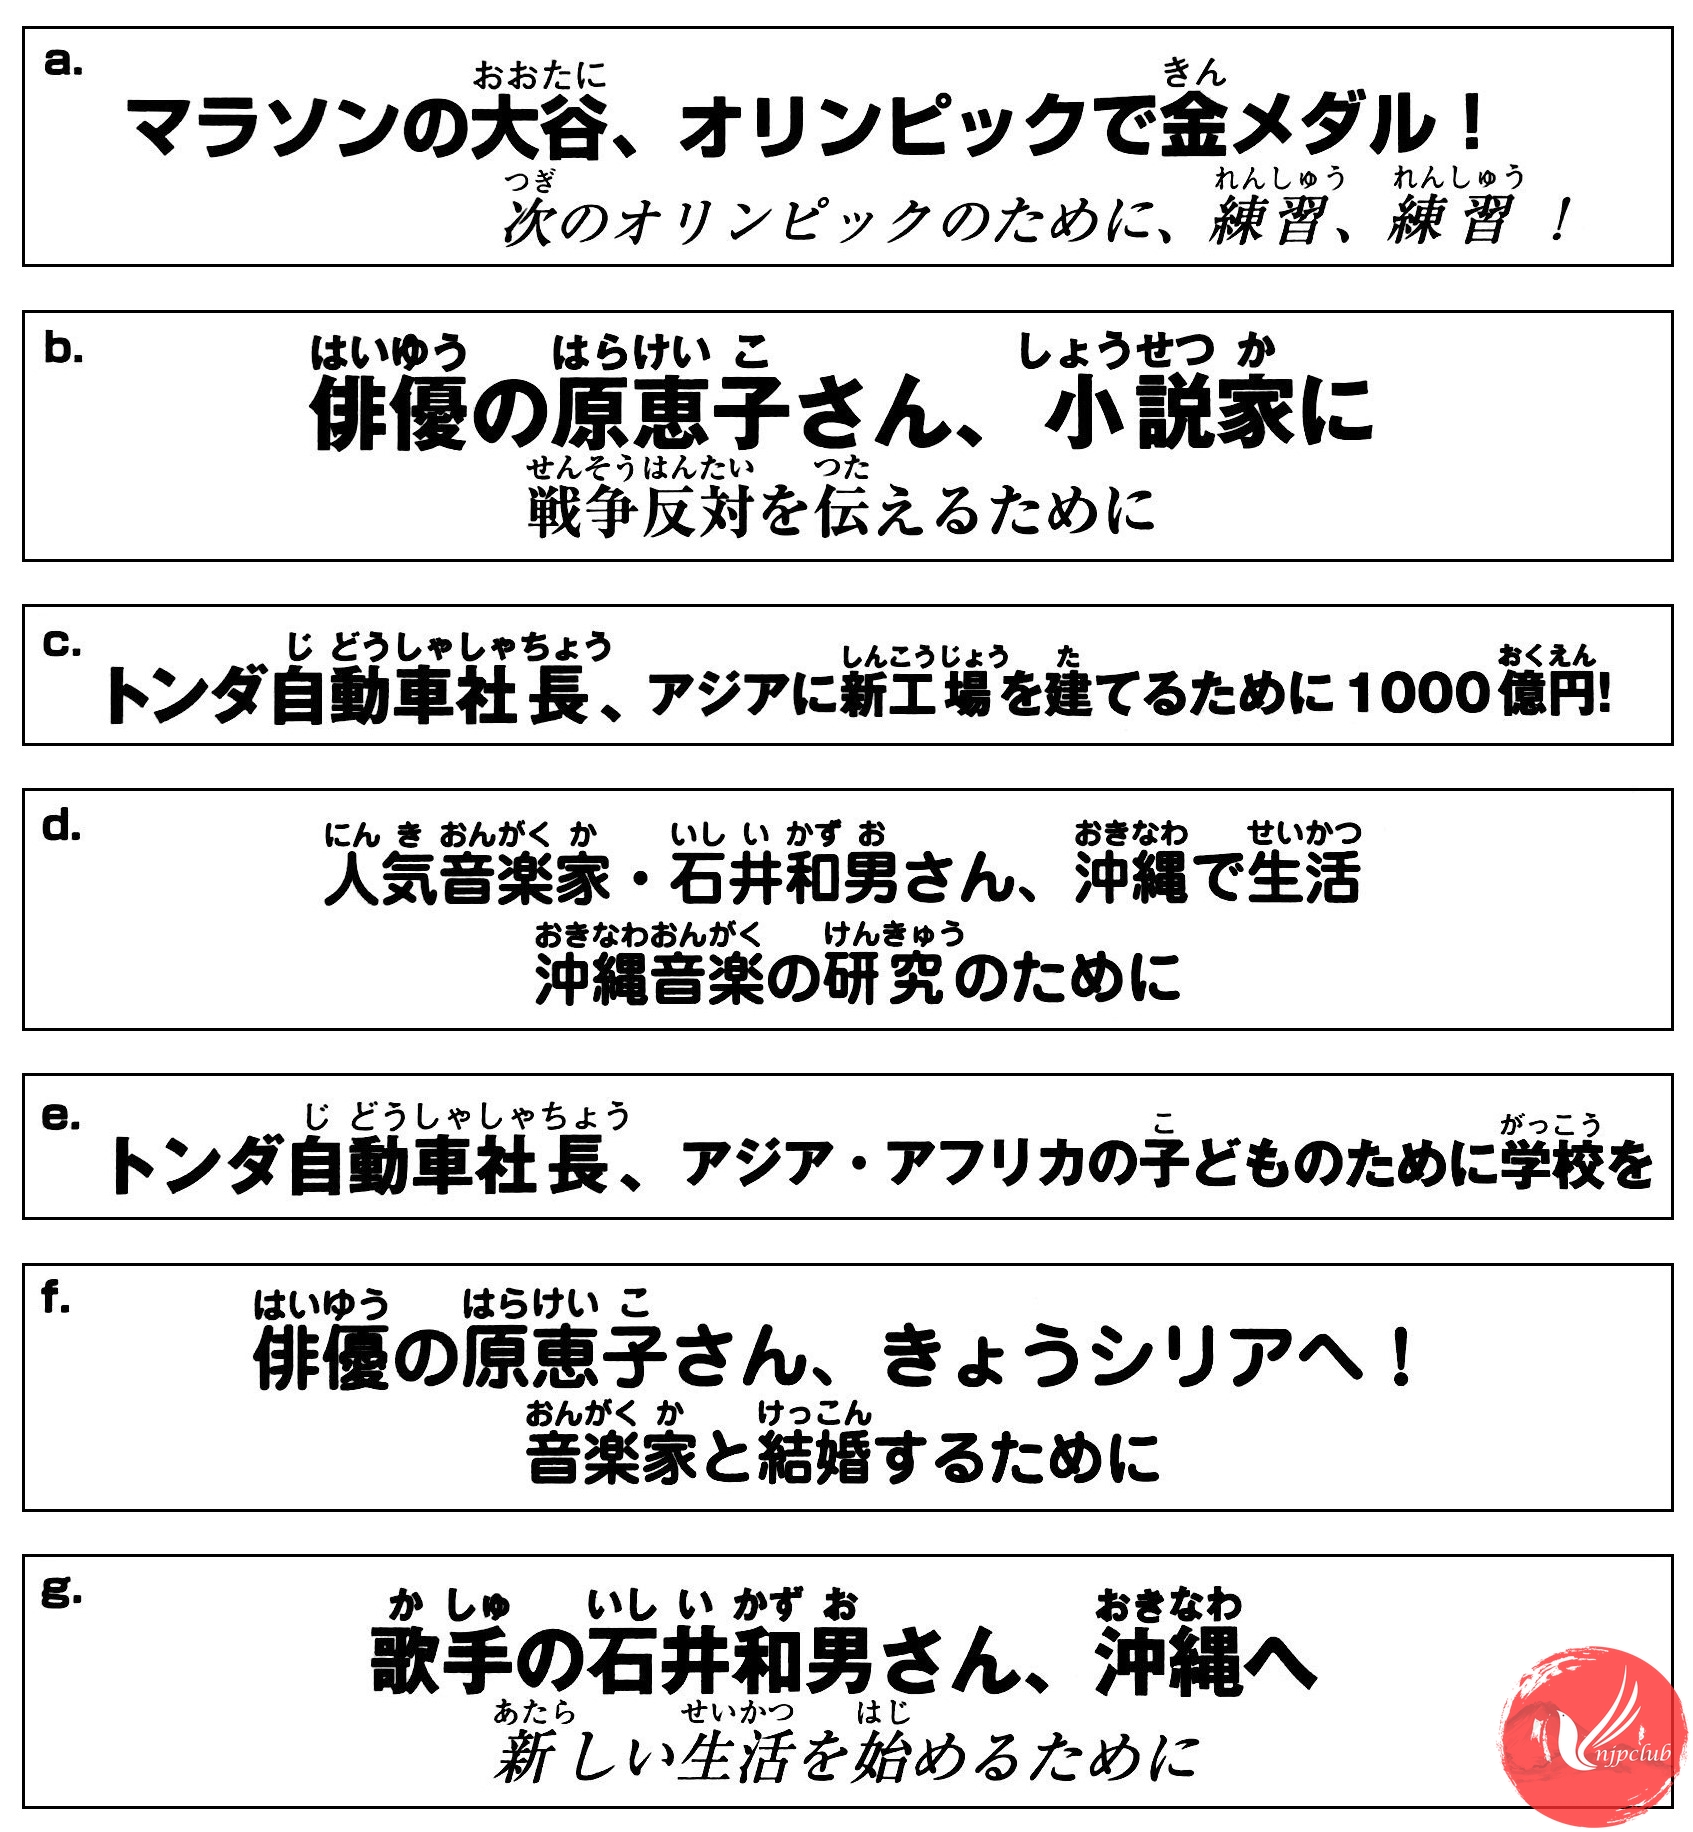 a.
おおたに きん
マラソンの大谷、オリンピックで金メダル！
つぎ れんしゅう れんしゅう
次のオリンピックのために、練習、練習！
b.
はいゆう はらけい こ しょうせつ か
俳優の原恵子さん、小説家に
せんそうはんたい つた
戦争反対を伝えるために
c.
じ どうしゃしゃちょう しんこうじょう た おくえん
トンダ自動車社長、アジアに新工場を建てるために1000億円!
d.
にん き おんがく か いし い かず お おきなわ せいかつ
人気音楽家・石井和男さん、沖縄で生活
おきなわおんがく けんきゅう
沖縄音楽の研究のために
e.
じ どうしゃしゃちょう こ がっこう
トンダ自動車社長、アジア・アフリカの子どものために学校を
f.
はいゆう はらけい こ
俳優の原恵子さん、きょうシリアへ！
おんがく か けっこん
音楽家と結婚するために
g.
か しゅ いし い かず お おきなわ
歌手の石井和男さん、沖縄へ
あたら せいかつ はじ
新しい生活を始めるために
njpclub